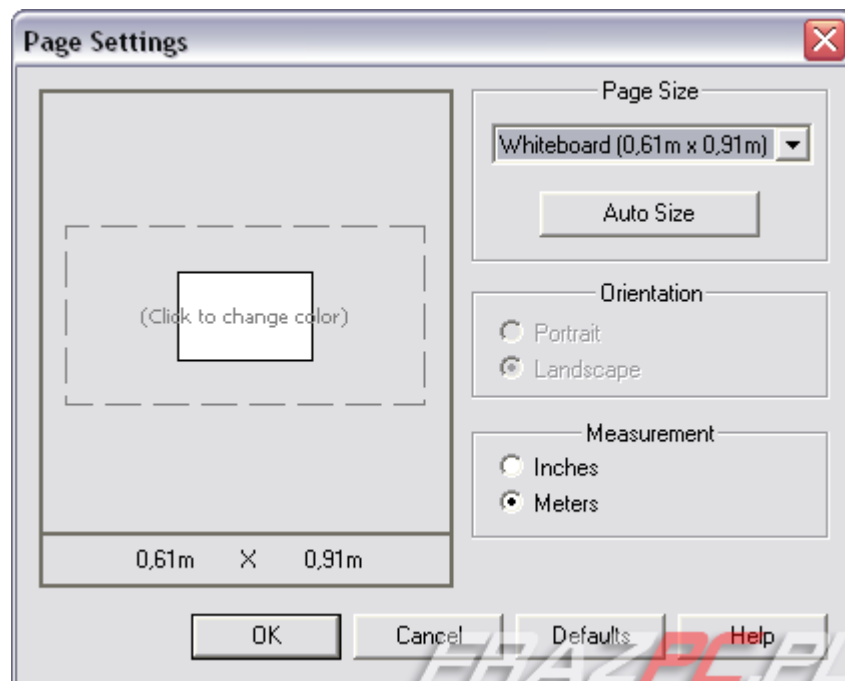 Page Settings
Page Size
Whiteboard (0,61m x 0,91m)
Auto Size
(Click to change color)
Orientation
Portrait
Landscape
Measurement
Inches
Meters
0,61m X 0,91m
OK Cancel Defaults Help
FRAZPC.PL